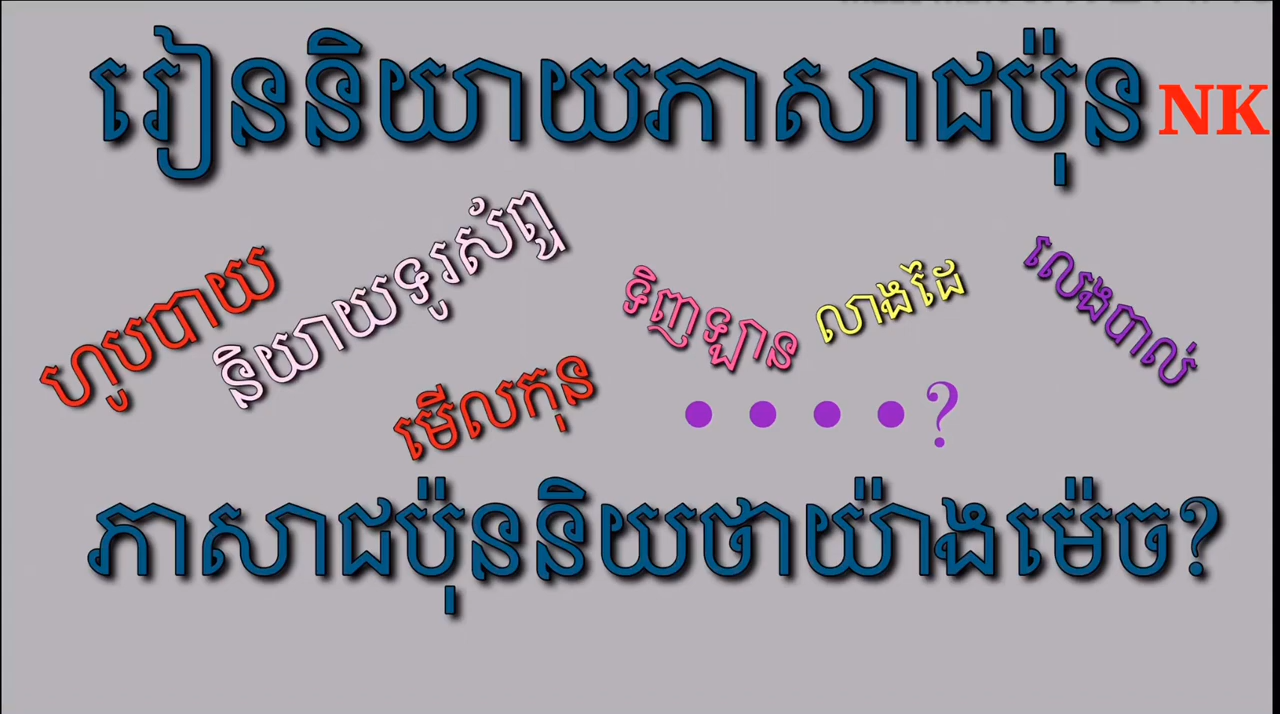 រៀននិយាយភាសាជប៉ុន NK
ហូបបាយ
និយាយទូរស័ព្ឌ
មើលកុន
ទិញឡាន
លាងដៃ
លេងបាល់
• • • • ?
ភាសាជប៉ុននិយថាយ៉ាងម៉េច?